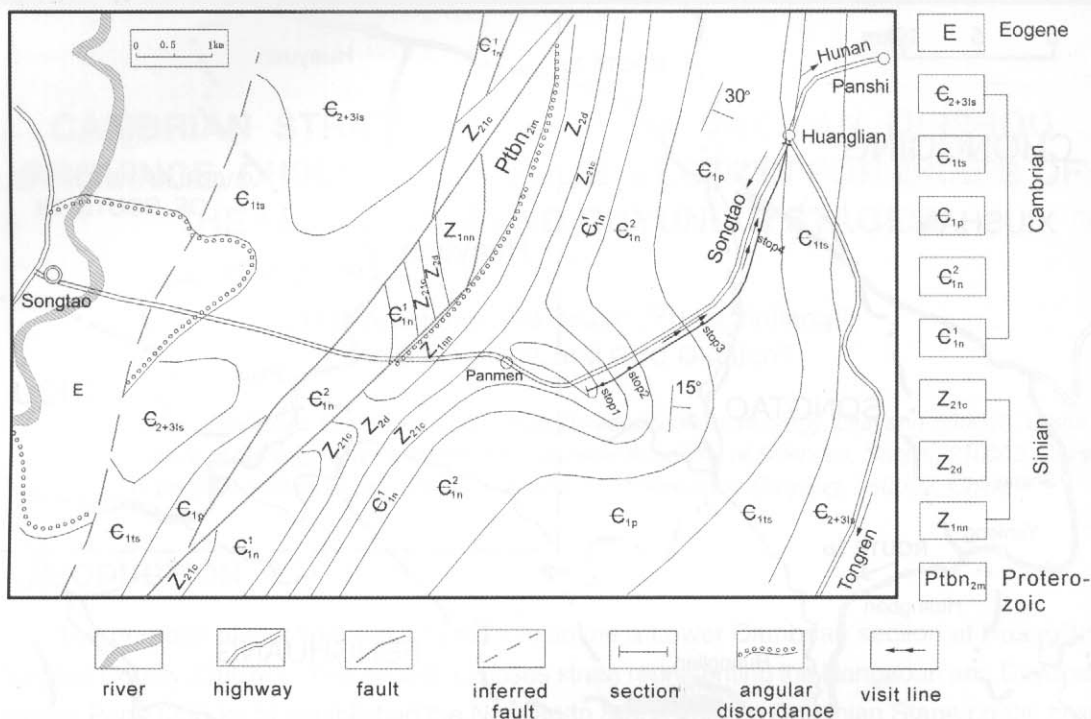 0 0.5 1km
Є₁ₙ¹
Hunan
Panshi
Є₂₊₃ls
Z₂₁c
Ptbn₂m
Z₂d
30°
Huanglian
Є₁ts
Z₂₁c
Є₁p
Є₁ₙ¹
Є₁ₙ²
Z₁nn
Songtao
stop4
Є₁ts
Z₂d
Z₂₁c
Songtao
Є₁ₙ¹
Z₁nn
stop3
Panmen
E
Є₁ₙ²
stop2
stop1
15°
Є₂₊₃ls
Z₂₁c
Z₂d
Z₂₁c
Є₁ₙ¹
Є₁ₙ²
Є₁p
Є₁p
Є₁ts
Є₂₊₃ls
Є₁ts
Є₁ₙ¹
Z₂₁c
Tongren
E Eogene
Є₂₊₃ls
Є₁ts
Є₁p
Є₁ₙ²
Є₁ₙ¹
Cambrian
Z₂₁c
Z₂d
Z₁nn
Sinian
Ptbn₂m Protero-
zoic
river highway fault inferred fault section angular discordance visit line